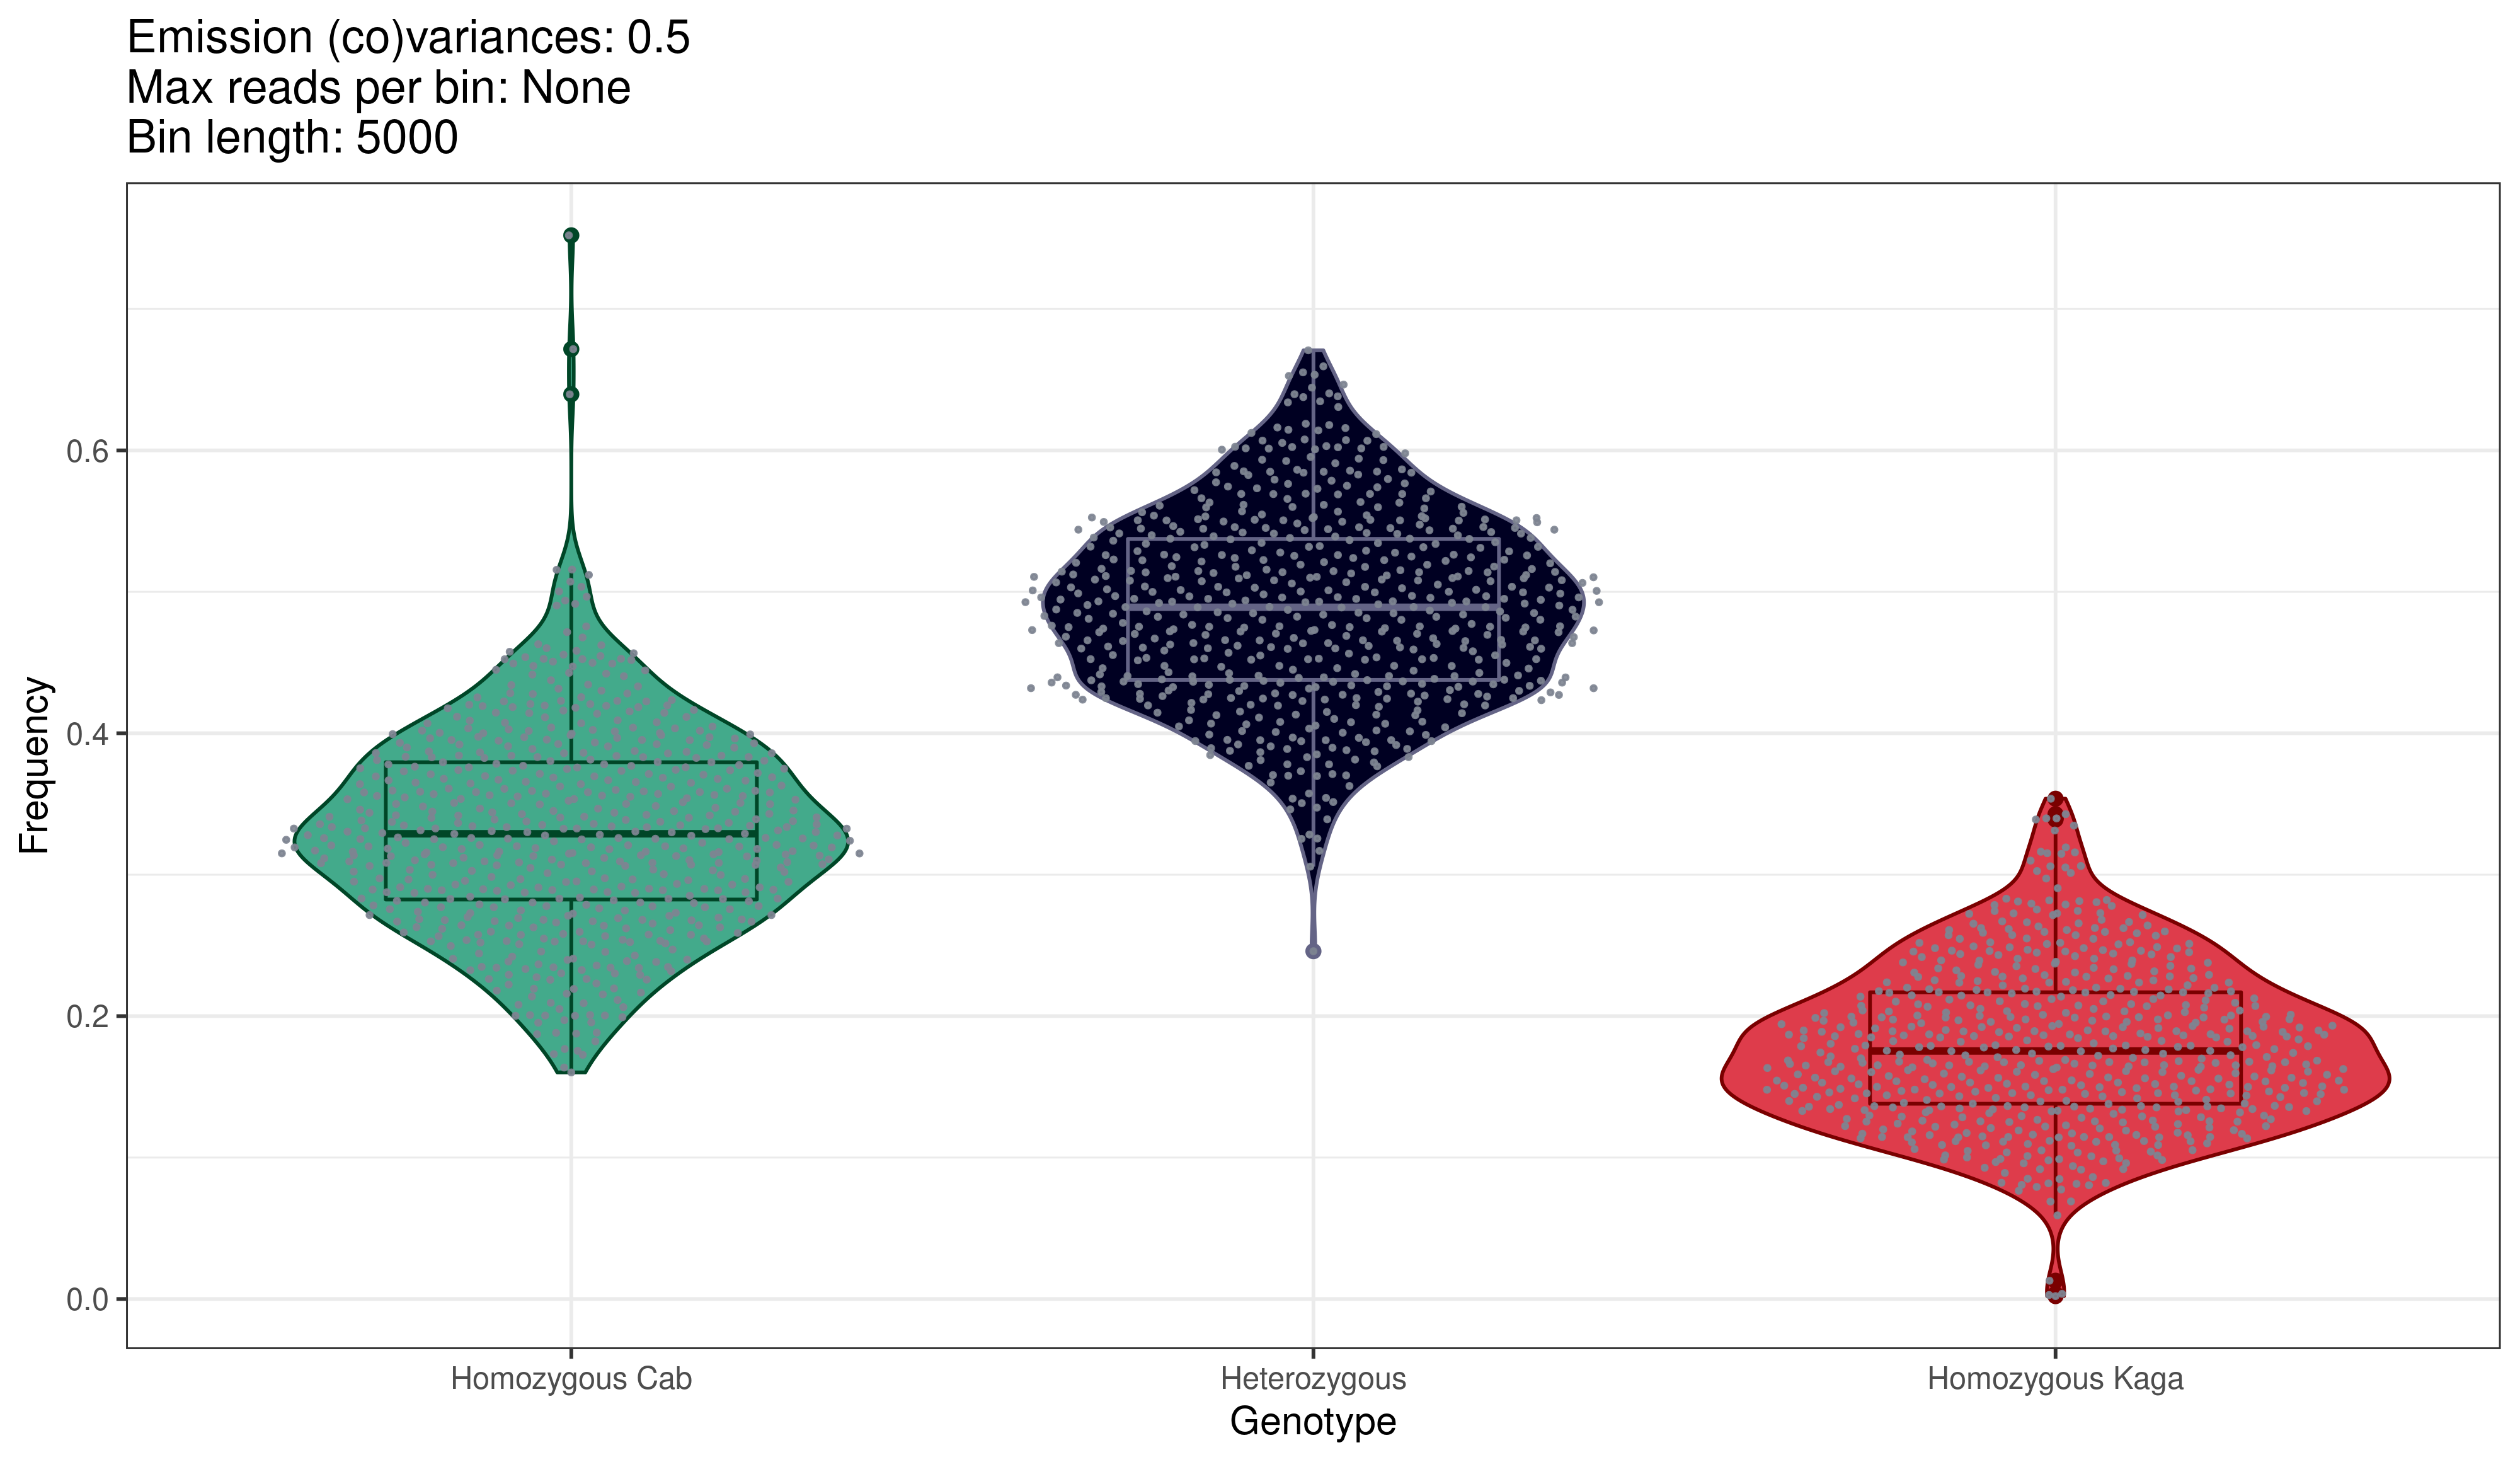 Emission (co)variances: 0.5
Max reads per bin: None
Bin length: 5000
Frequency
0.6
0.4
0.2
0.0
Homozygous Cab
Heterozygous
Homozygous Kaga
Genotype